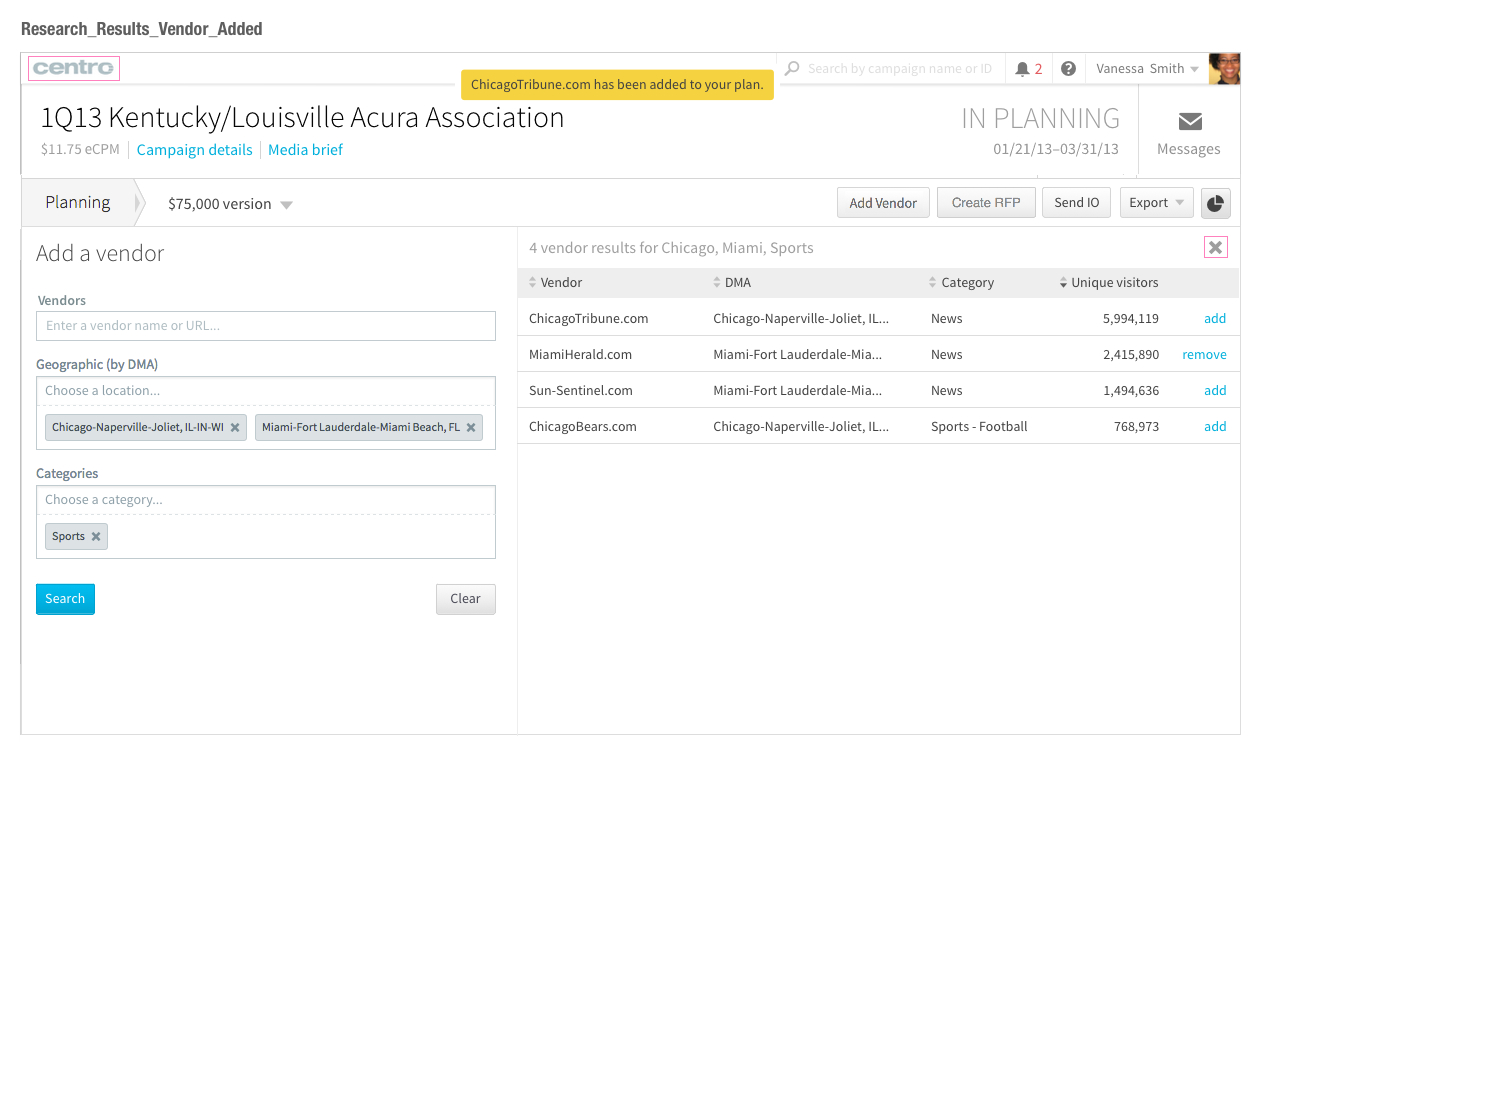 Research_Results_Vendor_Added
centro
ChicagoTribune.com has been added to your plan.
Search by campaign name or ID
2
?
Vanessa Smith
1Q13 Kentucky/Louisville Acura Association
IN PLANNING
$11.75 eCPM
Campaign details
Media brief
01/21/13–03/31/13
Messages
Planning
$75,000 version
Add Vendor
Create RFP
Send IO
Export
Add a vendor
Vendors
Enter a vendor name or URL...
Geographic (by DMA)
Choose a location...
Chicago-Naperville-Joliet, IL-IN-WI
Miami-Fort Lauderdale-Miami Beach, FL
Categories
Choose a category...
Sports
Search
Clear
4 vendor results for Chicago, Miami, Sports
Vendor DMA Category Unique visitors
ChicagoTribune.com Chicago-Naperville-Joliet, IL... News 5,994,119 add
MiamiHerald.com Miami-Fort Lauderdale-Mia... News 2,415,890 remove
Sun-Sentinel.com Miami-Fort Lauderdale-Mia... News 1,494,636 add
ChicagoBears.com Chicago-Naperville-Joliet, IL... Sports - Football 768,973 add